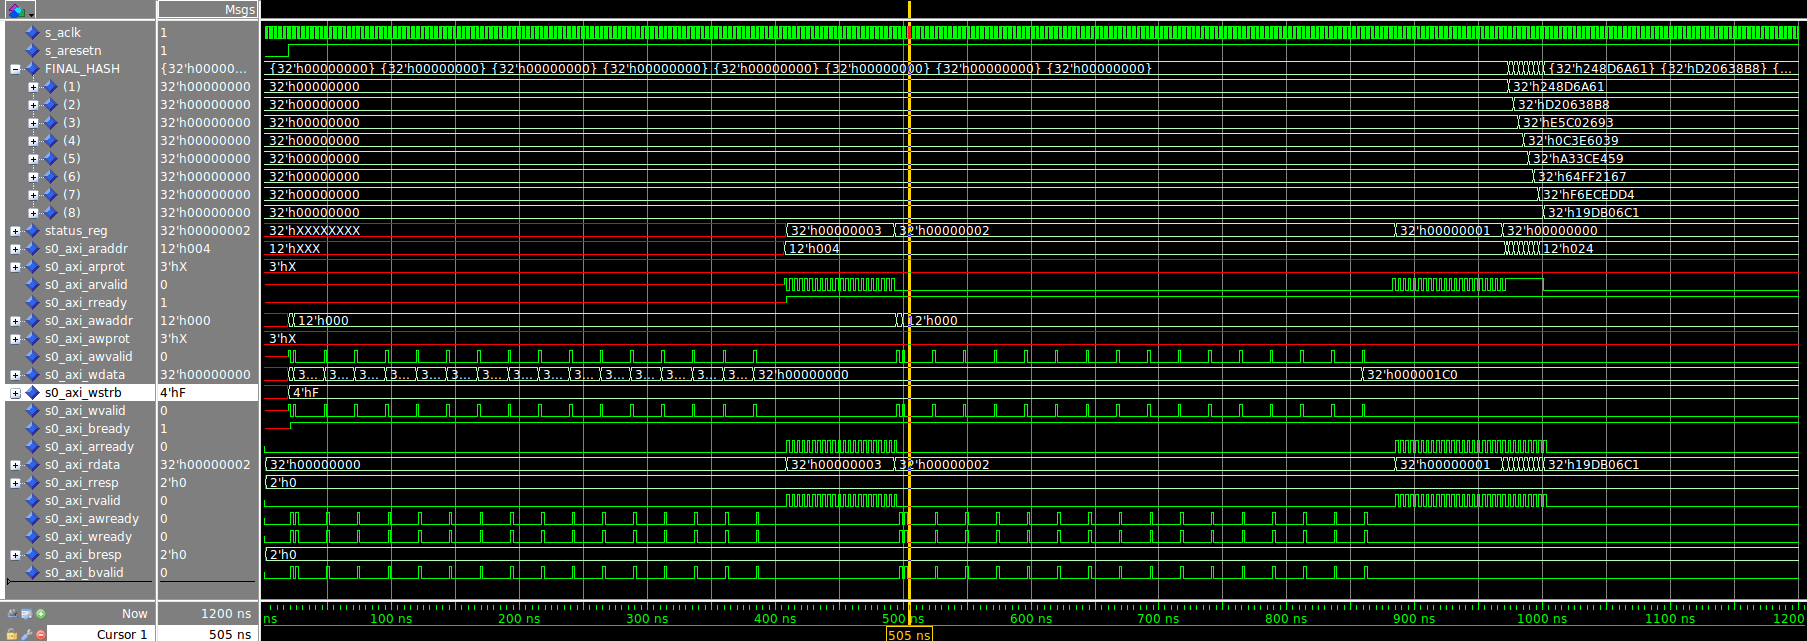 Msgs
s_aclk 1
s_aresetn 1
FINAL_HASH {32'h00000... {32'h00000000} {32'h00000000} {32'h00000000} {32'h00000000} {32'h00000000} {32'h00000000} {32'h00000000} {32'h00000000} {32'h248D6A61} {32'hD20638B8} {...
(1) 32'h00000000 32'h00000000 32'h248D6A61
(2) 32'h00000000 32'h00000000 32'hD20638B8
(3) 32'h00000000 32'h00000000 32'hE5C02693
(4) 32'h00000000 32'h00000000 32'h0C3E6039
(5) 32'h00000000 32'h00000000 32'hA33CE459
(6) 32'h00000000 32'h00000000 32'h64FF2167
(7) 32'h00000000 32'h00000000 32'hF6ECEDD4
(8) 32'h00000000 32'h00000000 32'h19DB06C1
status_reg 32'h00000002 32'hXXXXXXXX 32'h00000003 32'h00000002 32'h00000001 32'h00000000
s0_axi_araddr 12'h004 12'hXXX 12'h004 12'h024
s0_axi_arprot 3'hX 3'hX
s0_axi_arvalid 0
s0_axi_rready 1
s0_axi_awaddr 12'h000 12'h000 12'h000
s0_axi_awprot 3'hX 3'hX
s0_axi_awvalid 0
s0_axi_wdata 32'h00000000 3... 3... 3... 3... 3... 3... 3... 3... 3... 3... 3... 3... 3... 3... 3... 32'h00000000 32'h000001C0
s0_axi_wstrb 4'hF 4'hF
s0_axi_wvalid 0
s0_axi_bready 1
s0_axi_arready 0
s0_axi_rdata 32'h00000002 32'h00000000 32'h00000003 32'h00000002 32'h00000001 32'h19DB06C1
s0_axi_rresp 2'h0 2'h0
s0_axi_rvalid 0
s0_axi_awready 0
s0_axi_wready 0
s0_axi_bresp 2'h0 2'h0
s0_axi_bvalid 0
Now 1200 ns ns 100 ns 200 ns 300 ns 400 ns 500 ns 600 ns 700 ns 800 ns 900 ns 1000 ns 1100 ns 1200
Cursor 1 505 ns 505 ns